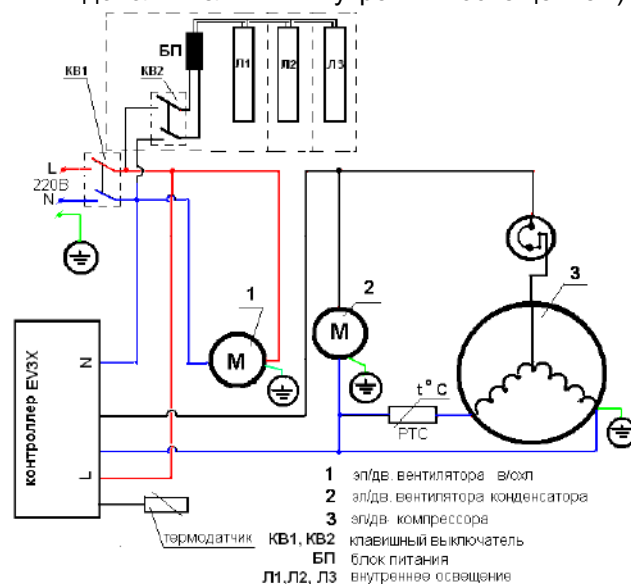 БП
КВ1
КВ2
Л1
Л2
Л3
L
220В
N
1
2
3
M
M
контроллер EV3X
N
L
t°C
РТС
термодатчик
1 эл/дв. вентилятора в/охл
2 эл/дв. вентилятора конденсатора
3 эл/дв. компрессора
КВ1, КВ2 клавишный выключатель
БП блок питания
Л1,Л2, Л3 внутреннее освещение